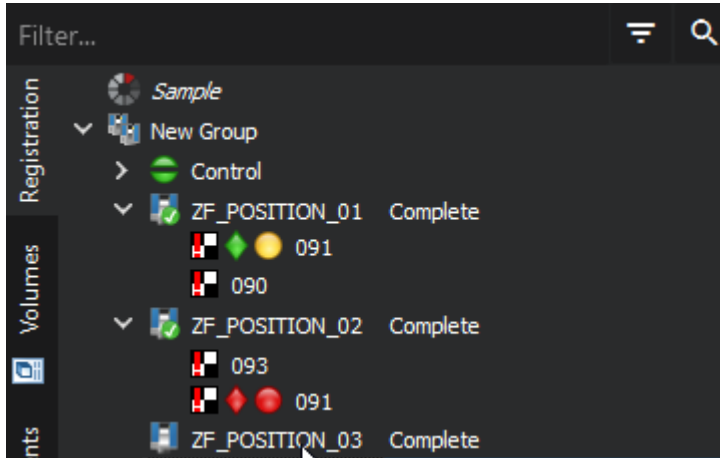 Filter...
Registration
Volumes
nts
Sample
New Group
Control
ZF_POSITION_01 Complete
091
090
ZF_POSITION_02 Complete
093
091
ZF_POSITION_03 Complete